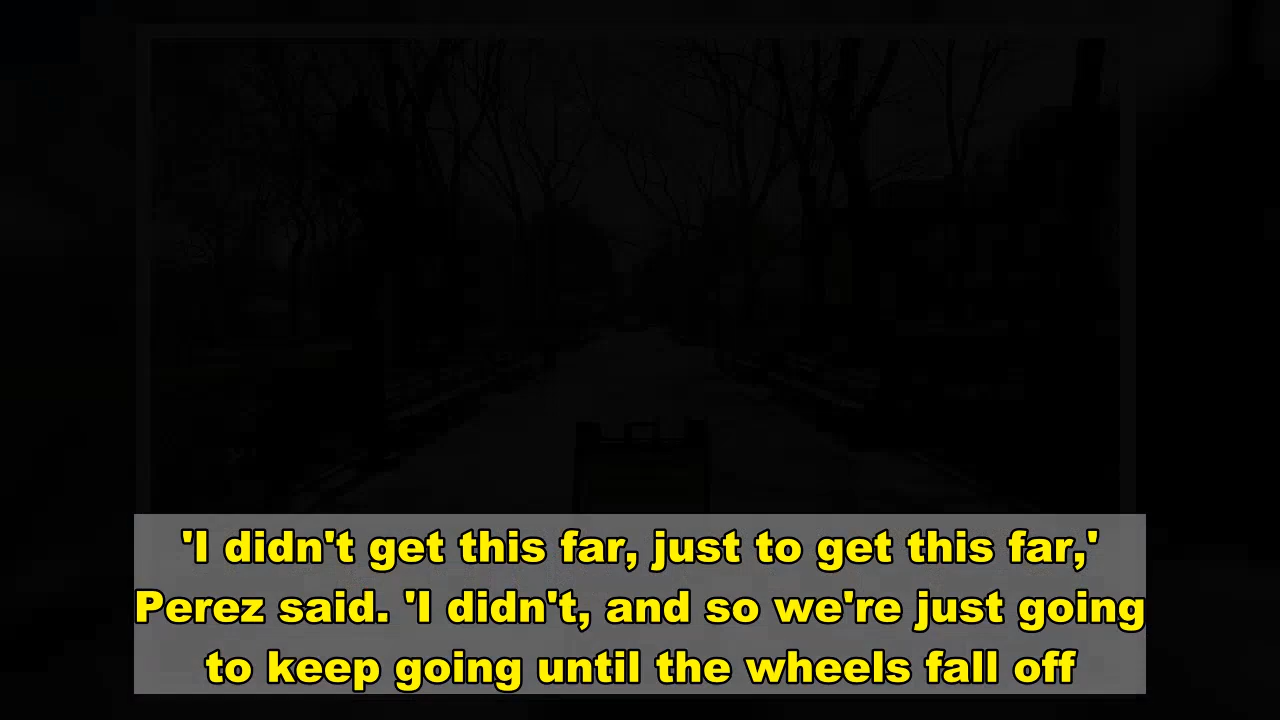 'I didn't get this far, just to get this far,'
Perez said. 'I didn't, and so we're just going
to keep going until the wheels fall off